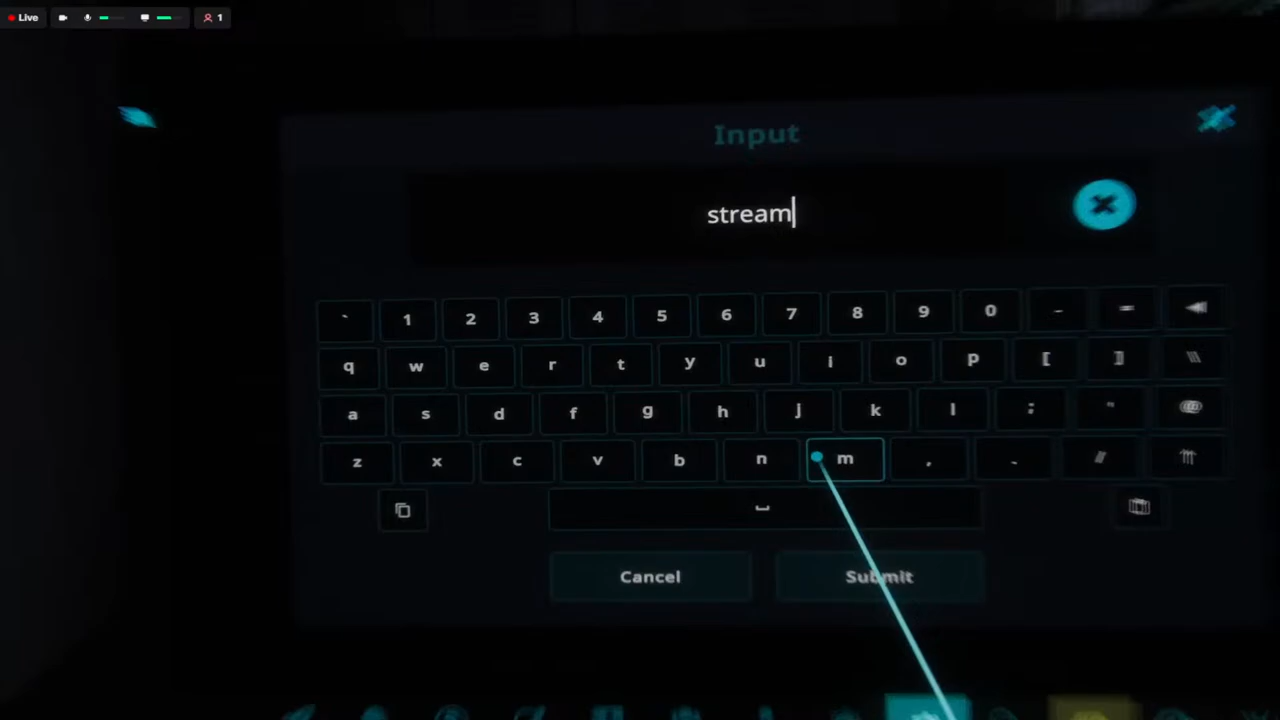 Live
1
Input
stream
` 1 2 3 4 5 6 7 8 9 0 - =
q w e r t y u i o p [ ] \
a s d f g h j k l ; "
z x c v b n m , . /
Cancel
Submit